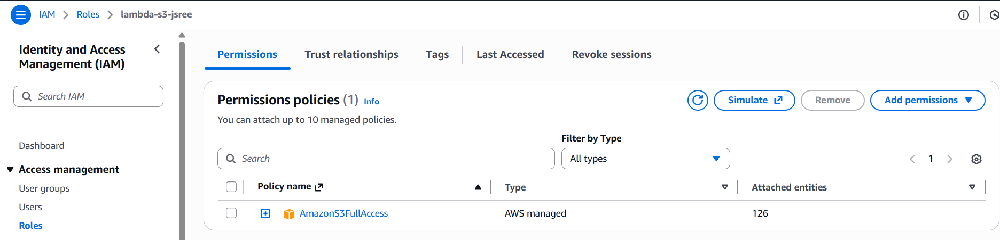 IAM > Roles > lambda-s3-jsree
Identity and Access
Management (IAM)
Search IAM
Dashboard
Access management
User groups
Users
Roles
Permissions
Trust relationships
Tags
Last Accessed
Revoke sessions
Permissions policies (1) Info
Simulate
Remove
Add permissions
You can attach up to 10 managed policies.
Filter by Type
Search
All types
1
Policy name
Type
Attached entities
AmazonS3FullAccess
AWS managed
126